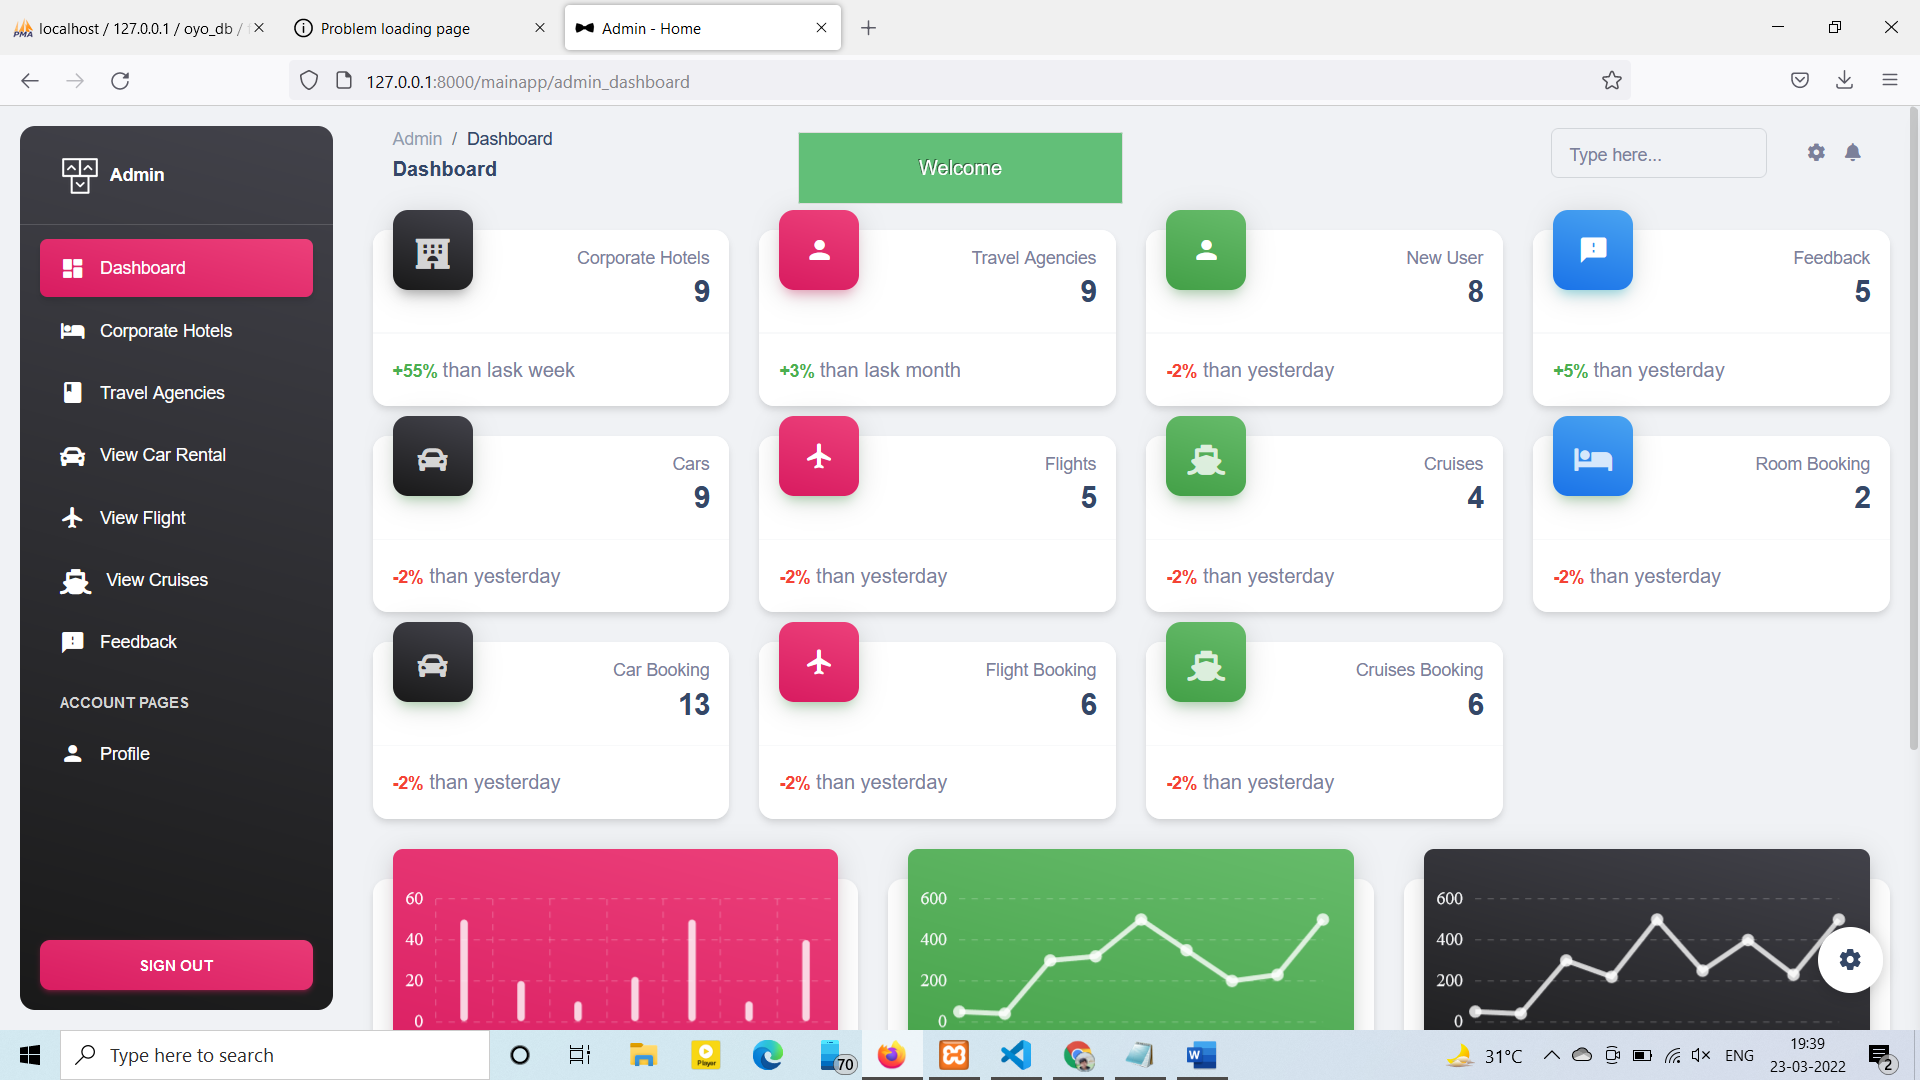 localhost / 127.0.0.1 / oyo_db /
Problem loading page
Admin - Home
127.0.0.1:8000/mainapp/admin_dashboard
Admin
Dashboard
Corporate Hotels
Travel Agencies
View Car Rental
View Flight
View Cruises
Feedback
ACCOUNT PAGES
Profile
SIGN OUT
Admin / Dashboard
Dashboard
Welcome
Type here...
Corporate Hotels
9
+55% than lask week
Travel Agencies
9
+3% than lask month
New User
8
-2% than yesterday
Feedback
5
+5% than yesterday
Cars
9
-2% than yesterday
Flights
5
-2% than yesterday
Cruises
4
-2% than yesterday
Room Booking
2
-2% than yesterday
Car Booking
13
-2% than yesterday
Flight Booking
6
-2% than yesterday
Cruises Booking
6
-2% than yesterday
60
40
20
0
600
400
200
0
600
400
200
0
Type here to search
Player
70
W
31°C
ENG
19:39
23-03-2022
2